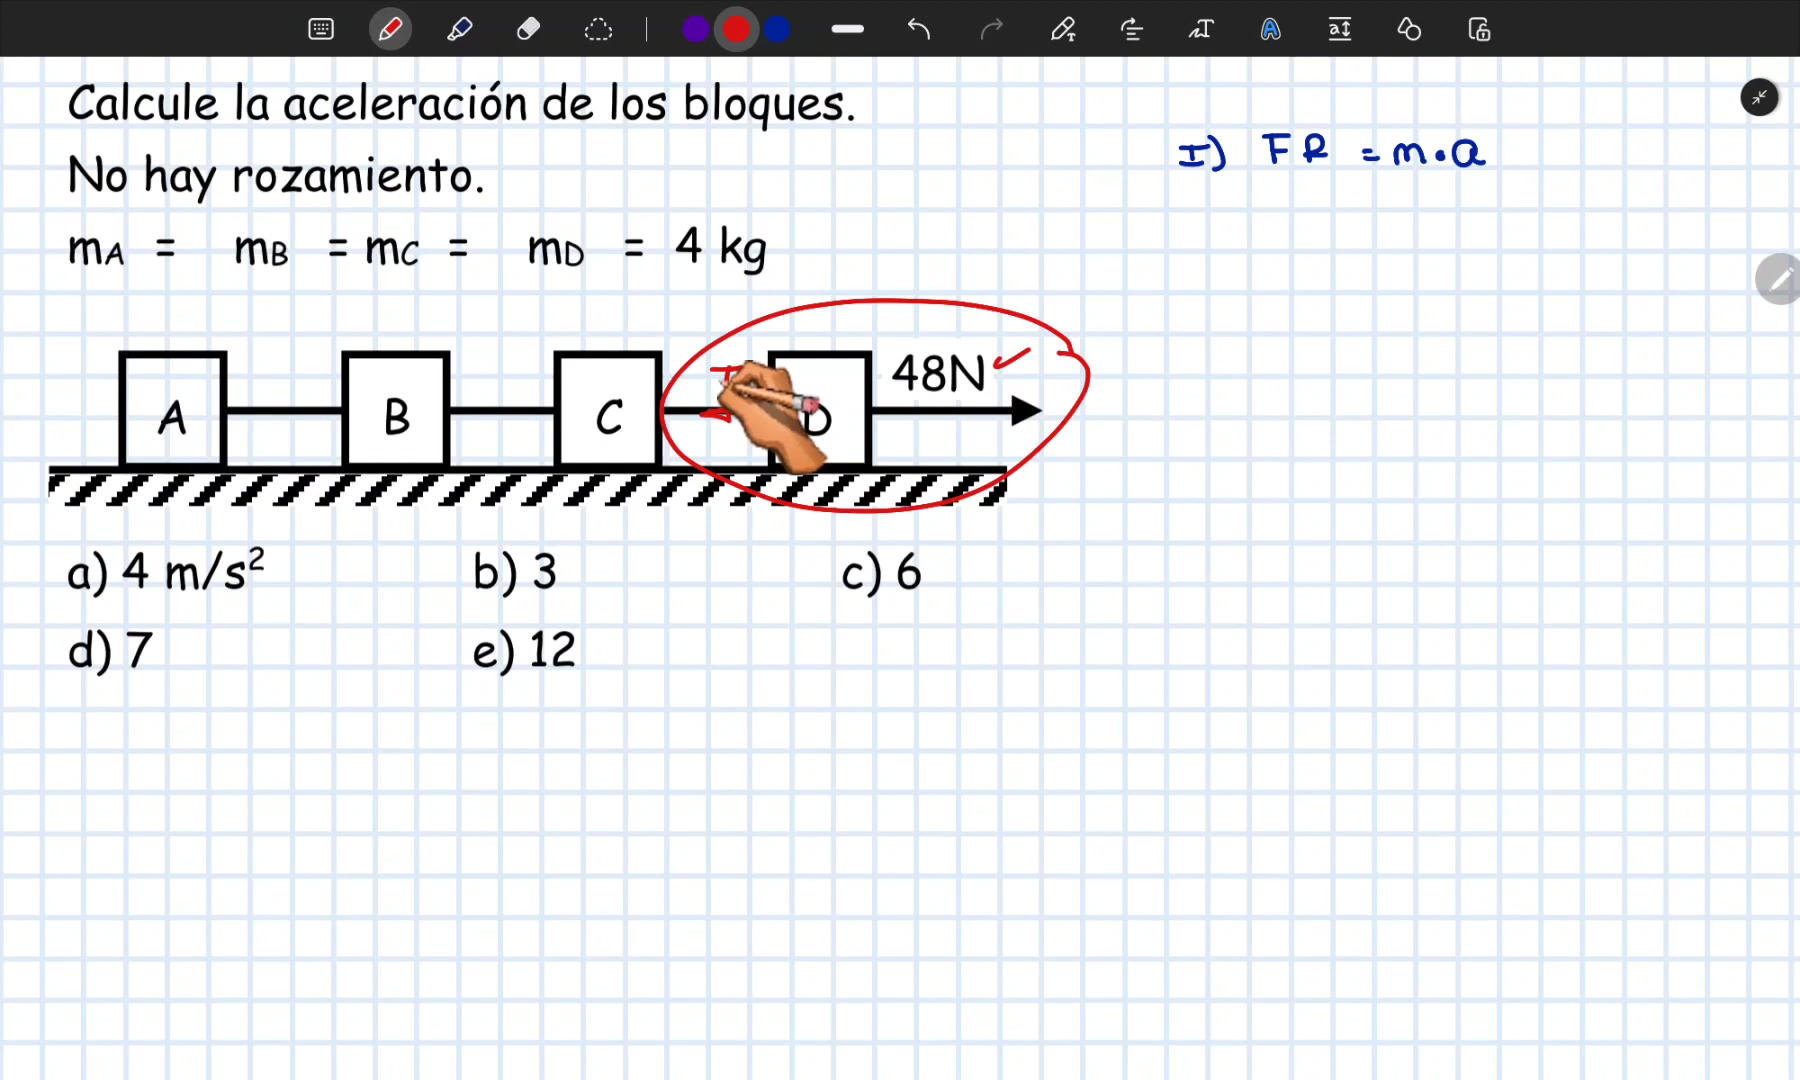 Calcule la aceleración de los bloques.
I) FR = m.a
No hay rozamiento.
mA = mB = mC = mD = 4 kg
48N
A B C D
a) 4 m/s² b) 3 c) 6
d) 7 e) 12